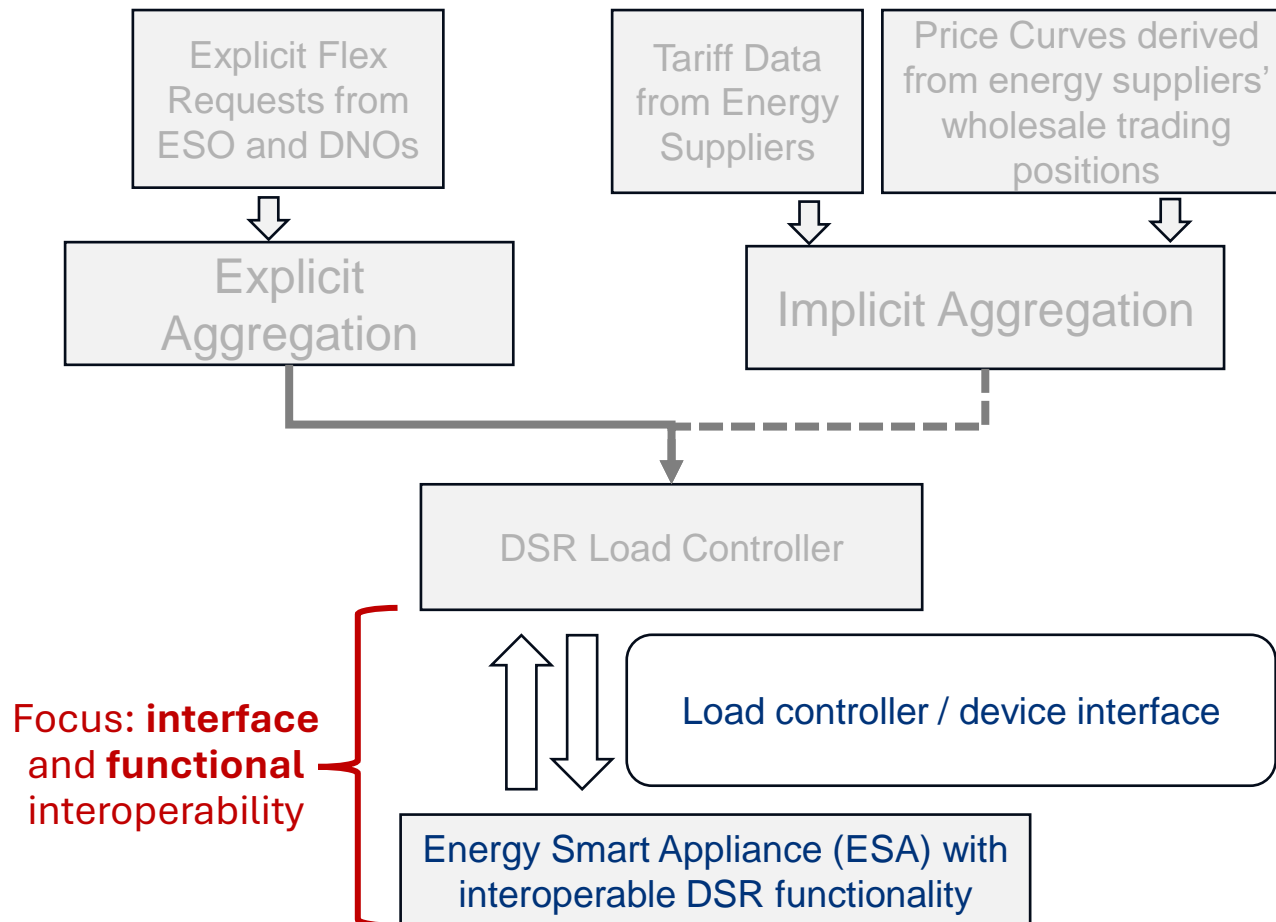 Explicit Flex
Requests from
ESO and DNOs
Tariff Data
from Energy
Suppliers
Price Curves derived
from energy suppliers’
wholesale trading
positions
Explicit
Aggregation
Implicit Aggregation
DSR Load Controller
Focus: interface
and functional
interoperability
Load controller / device interface
Energy Smart Appliance (ESA) with
interoperable DSR functionality